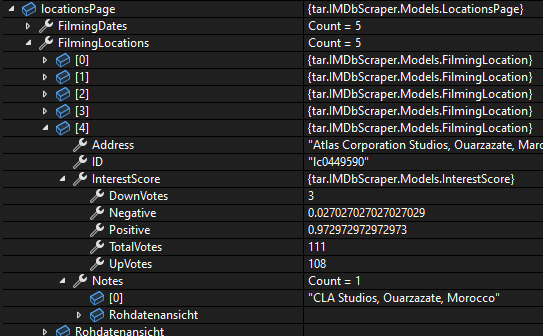 locationsPage {tar.IMDbScraper.Models.LocationsPage}
FilmingDates Count = 5
FilmingLocations Count = 5
[0] {tar.IMDbScraper.Models.FilmingLocation}
[1] {tar.IMDbScraper.Models.FilmingLocation}
[2] {tar.IMDbScraper.Models.FilmingLocation}
[3] {tar.IMDbScraper.Models.FilmingLocation}
[4] {tar.IMDbScraper.Models.FilmingLocation}
Address "Atlas Corporation Studios, Ouarzazate, Maro
ID "lc0449590"
InterestScore {tar.IMDbScraper.Models.InterestScore}
DownVotes 3
Negative 0.027027027027027029
Positive 0.972972972972973
TotalVotes 111
UpVotes 108
Notes Count = 1
[0] "CLA Studios, Ouarzazate, Morocco"
Rohdatenansicht
Rohdatenansicht